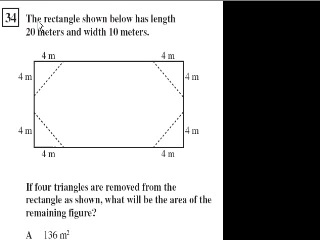 34 The rectangle shown below has length
20 meters and width 10 meters.
4 m 4 m
4 m 4 m
4 m 4 m
4 m 4 m
If four triangles are removed from the
rectangle as shown, what will be the area of the
remaining figure?
A 136 m²